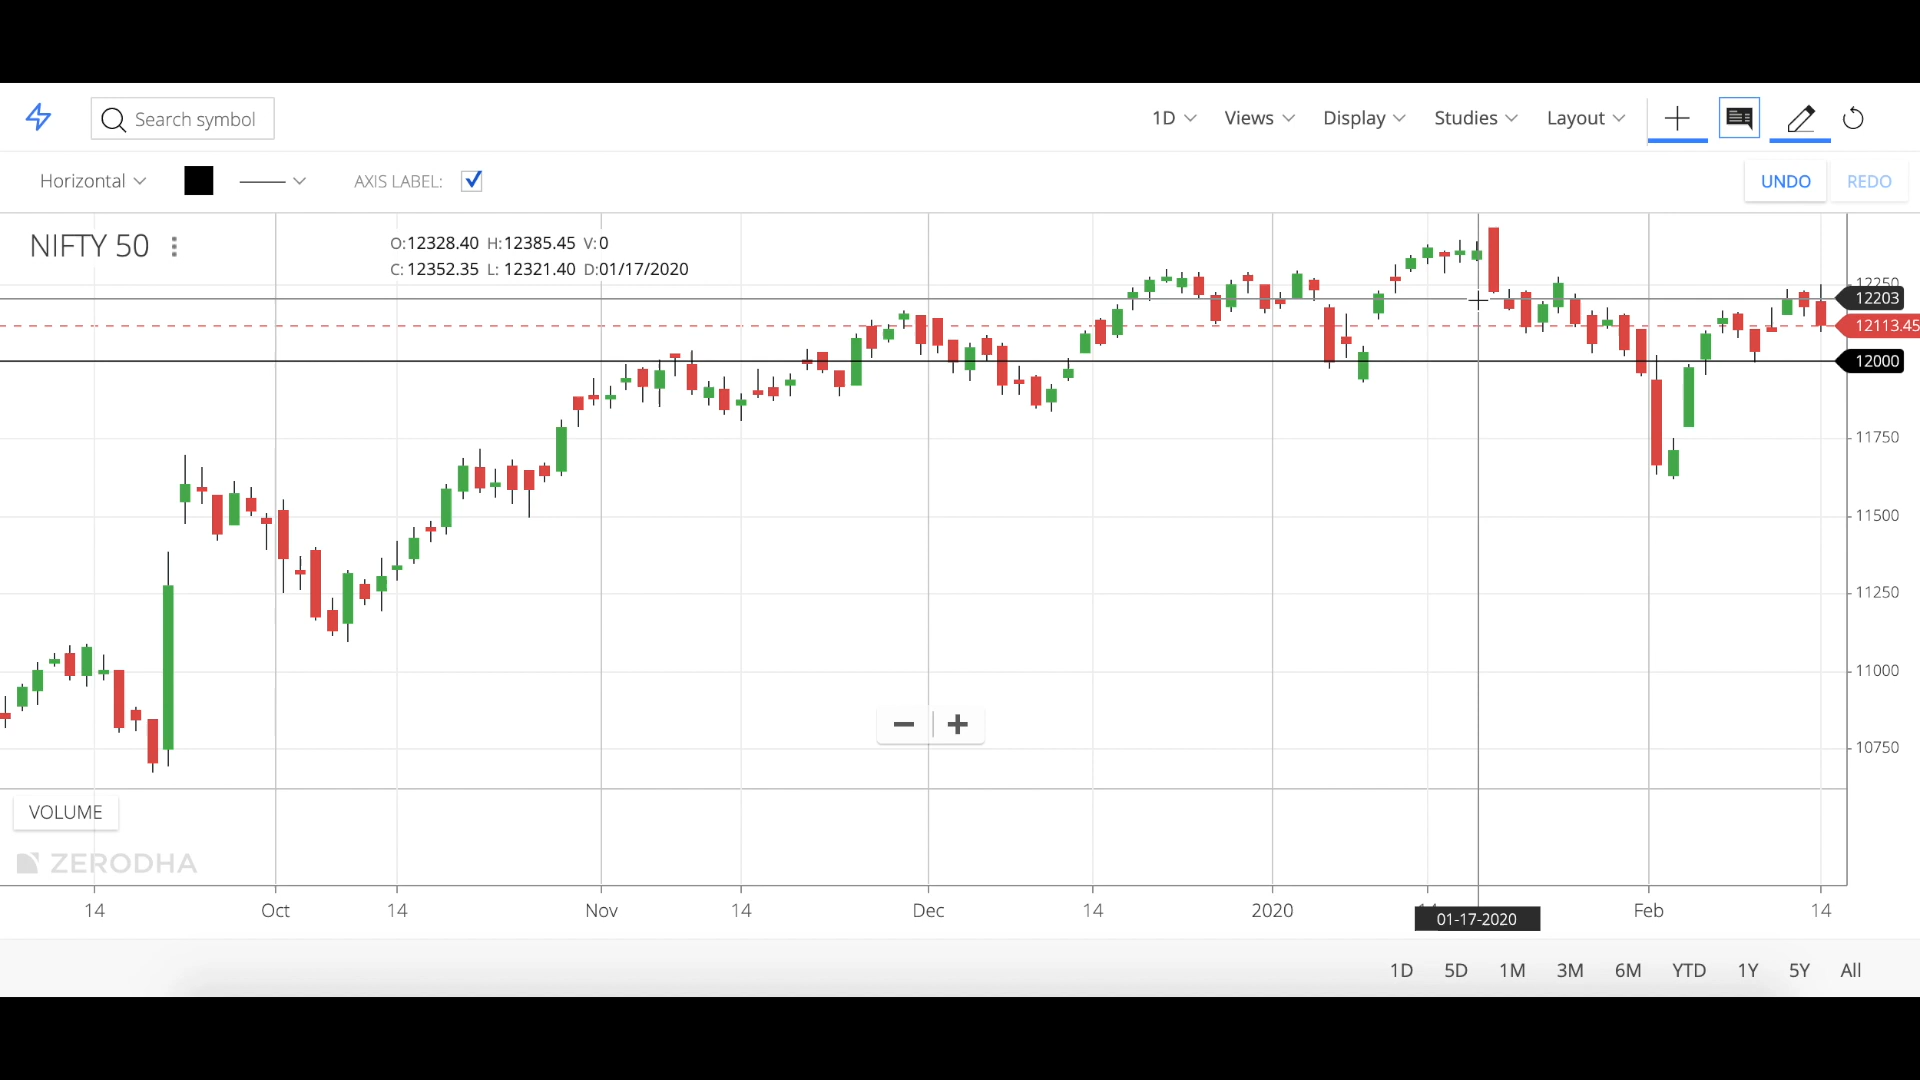 Search symbol
1D Views Display Studies Layout
Horizontal AXIS LABEL: UNDO REDO
NIFTY 50
O:12328.40 H:12385.45 V:0
C:12352.35 L: 12321.40 D:01/17/2020
12250
12203
12113.45
12000
11750
11500
11250
11000
10750
VOLUME
ZERODHA
14 Oct 14 Nov 14 Dec 14 2020 Feb 14
01-17-2020
1D 5D 1M 3M 6M YTD 1Y 5Y All